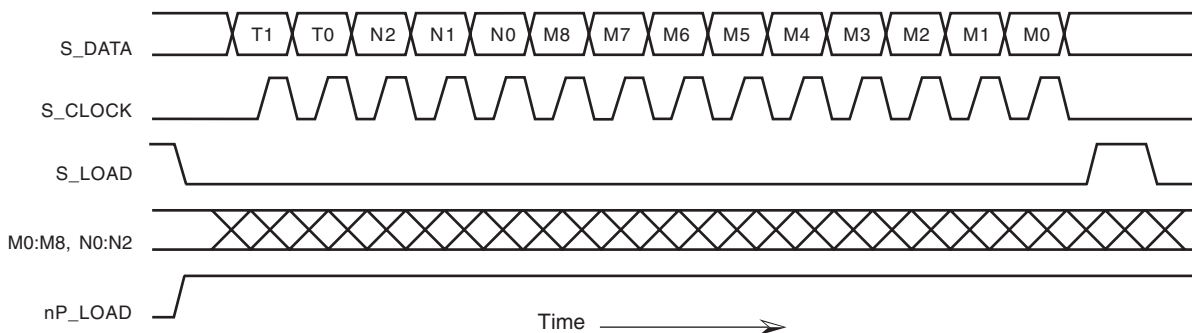 S_DATA T1 T0 N2 N1 N0 M8 M7 M6 M5 M4 M3 M2 M1 M0
S_CLOCK
S_LOAD
M0:M8, N0:N2
nP_LOAD
Time